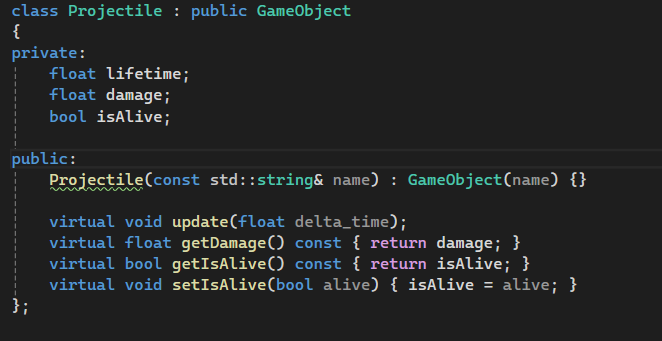 class Projectile : public GameObject
{
private:
    float lifetime;
    float damage;
    bool isAlive;

public:
    Projectile(const std::string& name) : GameObject(name) {}

    virtual void update(float delta_time);
    virtual float getDamage() const { return damage; }
    virtual bool getIsAlive() const { return isAlive; }
    virtual void setIsAlive(bool alive) { isAlive = alive; }
};